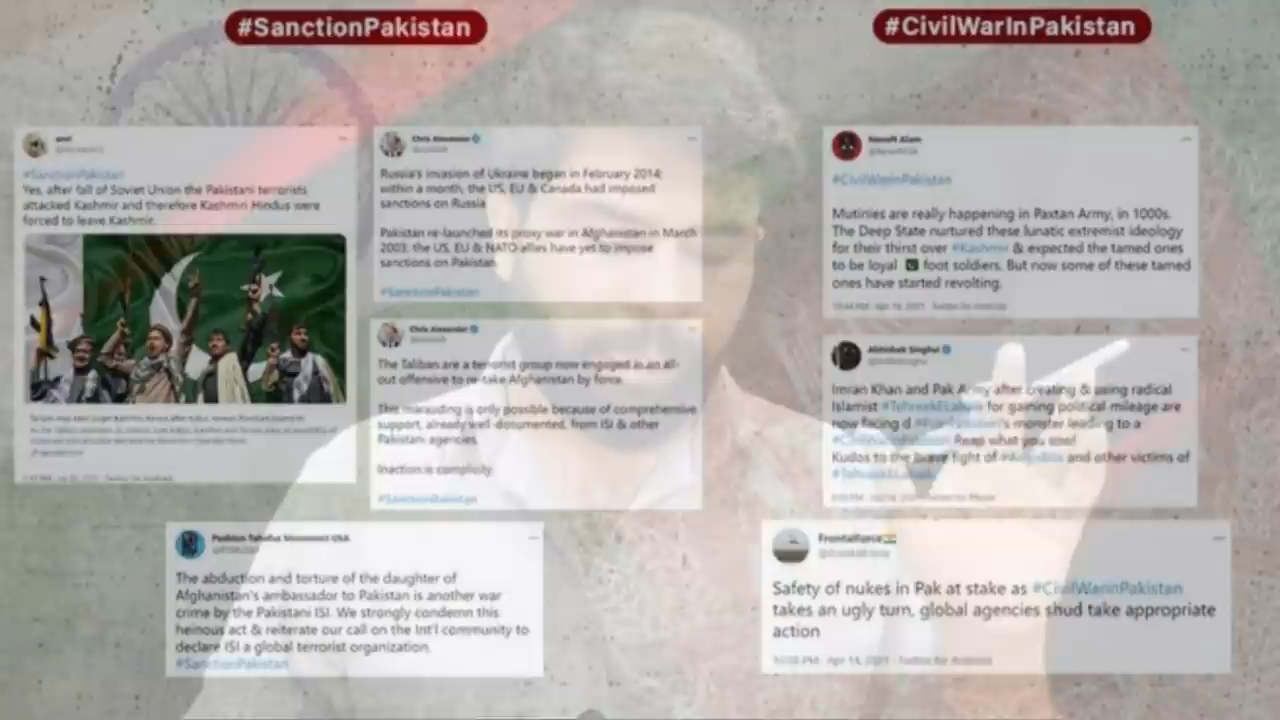 #SanctionPakistan
#CivilWarInPakistan
#SanctionPakistan
Yes, after fall of Soviet Union the Pakistani terrorists
attacked Kashmir and therefore Kashmiri Hindus were
forced to leave Kashmir.
Chris Alexander
Russia's invasion of Ukraine began in February 2014;
within a month, the US, EU & Canada had imposed
sanctions on Russia
Pakistan re-launched its proxy war in Afghanistan in March
2003; the US, EU & NATO allies have yet to impose
sanctions on Pakistan.
#SanctionPakistan
Chris Alexander
The Taliban are a terrorist group now engaged in an all-
out offensive to re-take Afghanistan by force.
This marauding is only possible because of comprehensive
support, already well-documented, from ISI & other
Pakistani agencies.
Inaction is complicity.
#SanctionPakistan
Pashtun Tahafuz Movement USA
The abduction and torture of the daughter of
Afghanistan's ambassador to Pakistan is another war
crime by the Pakistani ISI. We strongly condemn this
heinous act & reiterate our call on the Int'l community to
declare ISI a global terrorist organization.
#SanctionPakistan
Alam
#CivilWarInPakistan
Mutinies are really happening in Paxtan Army, in 1000s.
The Deep State nurtured these lunatic extremist ideology
for their thirst over #Kashmir & expected the tamed ones
to be loyal foot soldiers. But now some of these tamed
ones have started revolting.
Abhishek Singhvi
Imran Khan and Pak Army after creating & using radical
Islamist #TehreekELabaik for gaining political mileage are
now facing d monster leading to a
#CivilWarinPakistan. Reap what you sow!
Kudos to the brave fight of and other victims of
FrontalForce
Safety of nukes in Pak at stake as #CivilWarinPakistan
takes an ugly turn, global agencies shud take appropriate
action
Apr 14, 2021 · Twitter for Android